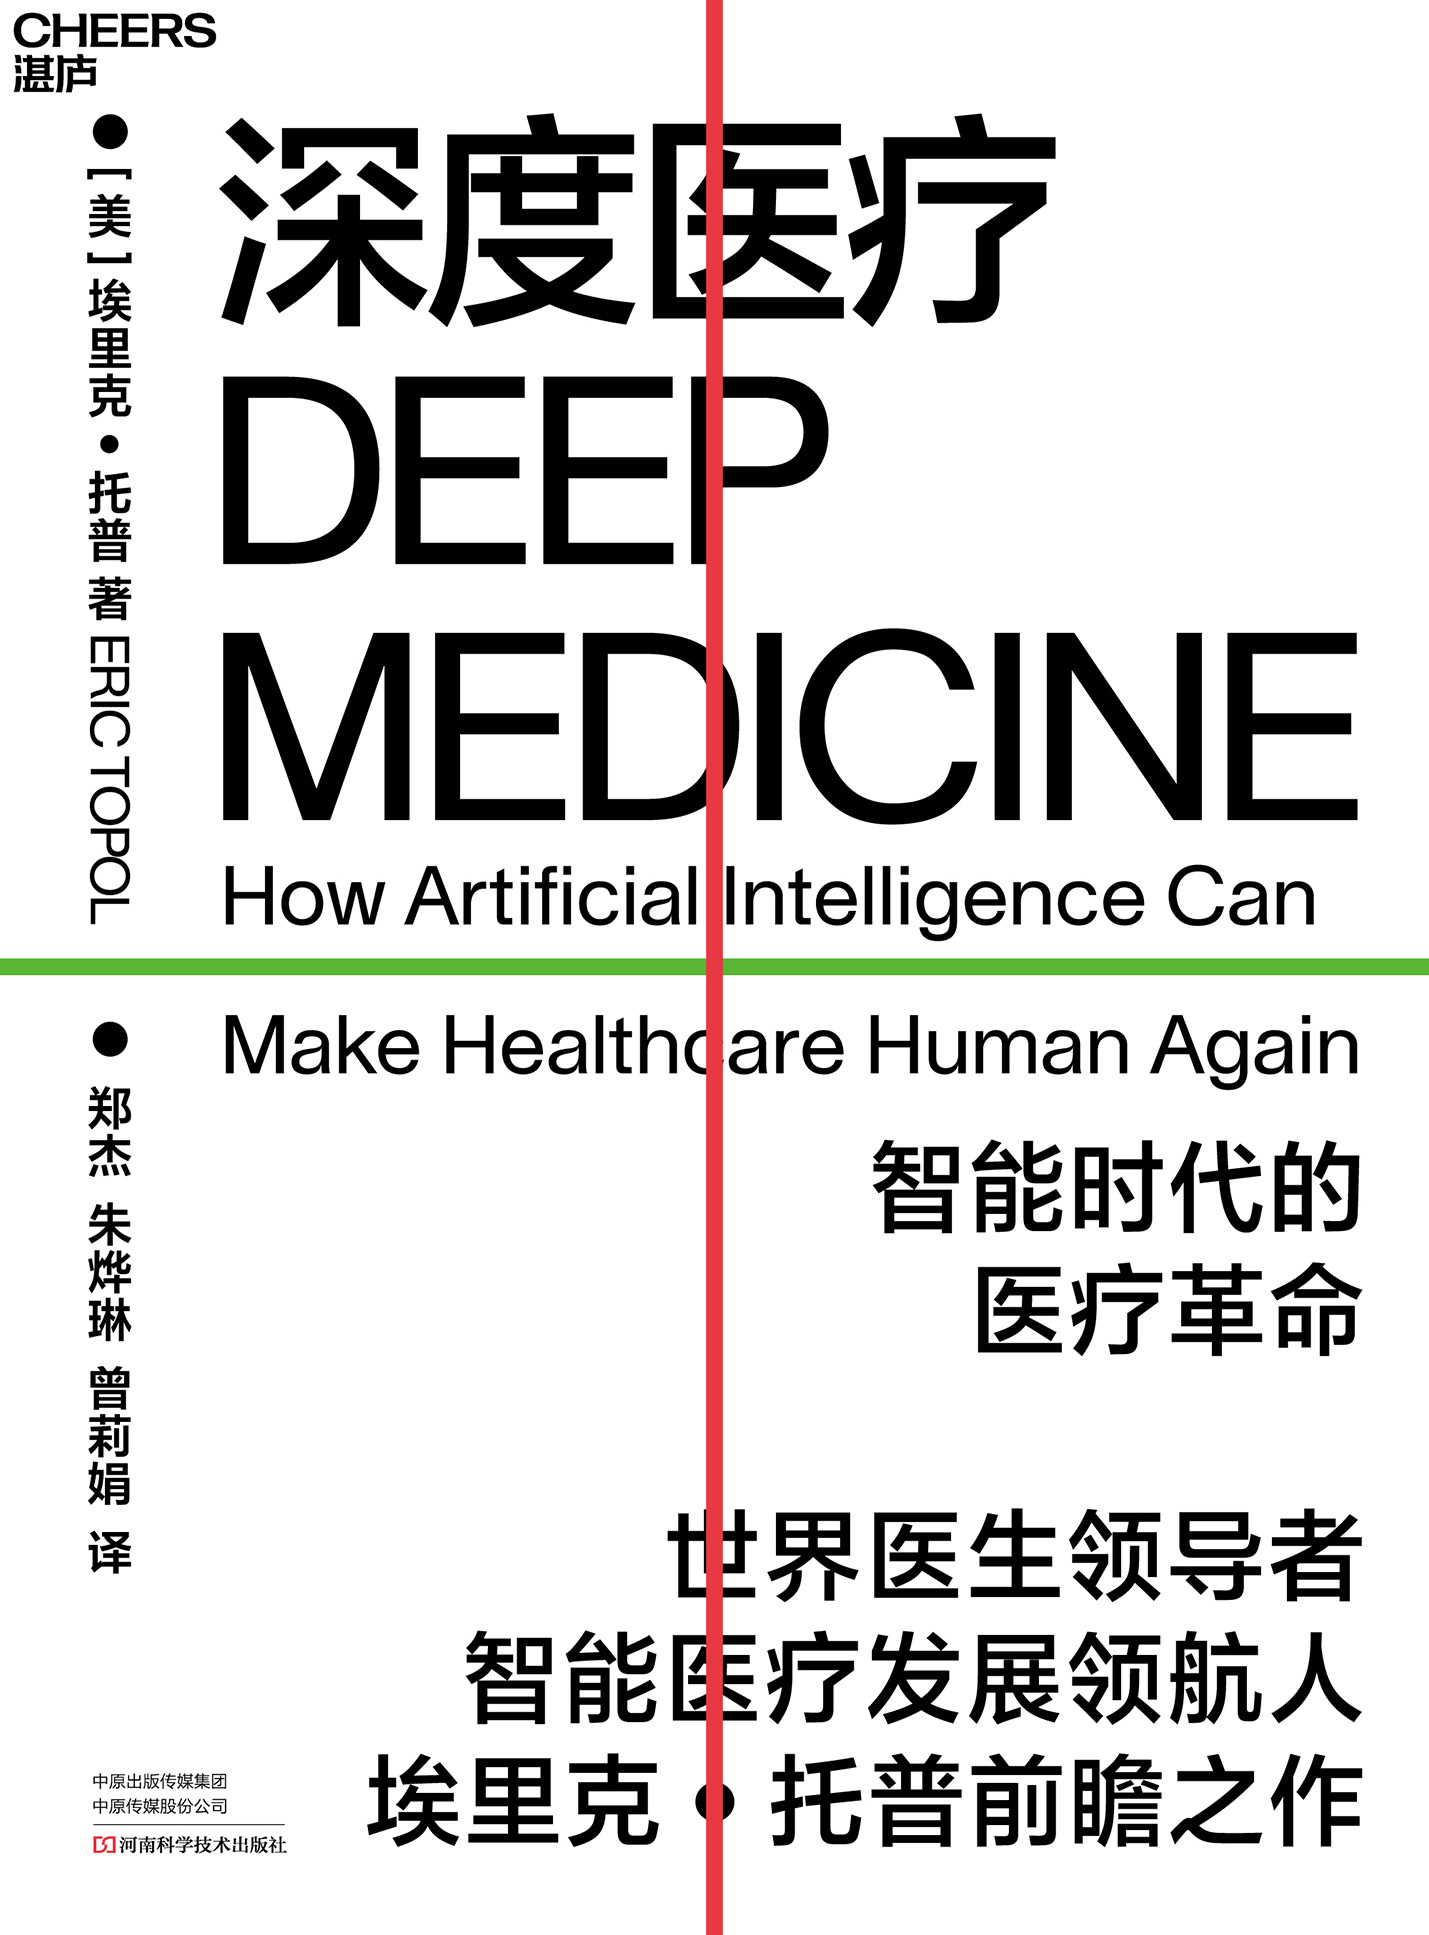 CHEERS
湛庐
●［美］埃里克·托普 著 ERIC TOPOL
深度医疗
DEEP
MEDICINE
How Artificial Intelligence Can
Make Healthcare Human Again
● 郑杰 朱烨琳 曾莉娟 译
智能时代的
医疗革命
世界医生领导者
智能医疗发展领航人
埃里克·托普前瞻之作
中原出版传媒集团
中原传媒股份公司
河南科学技术出版社